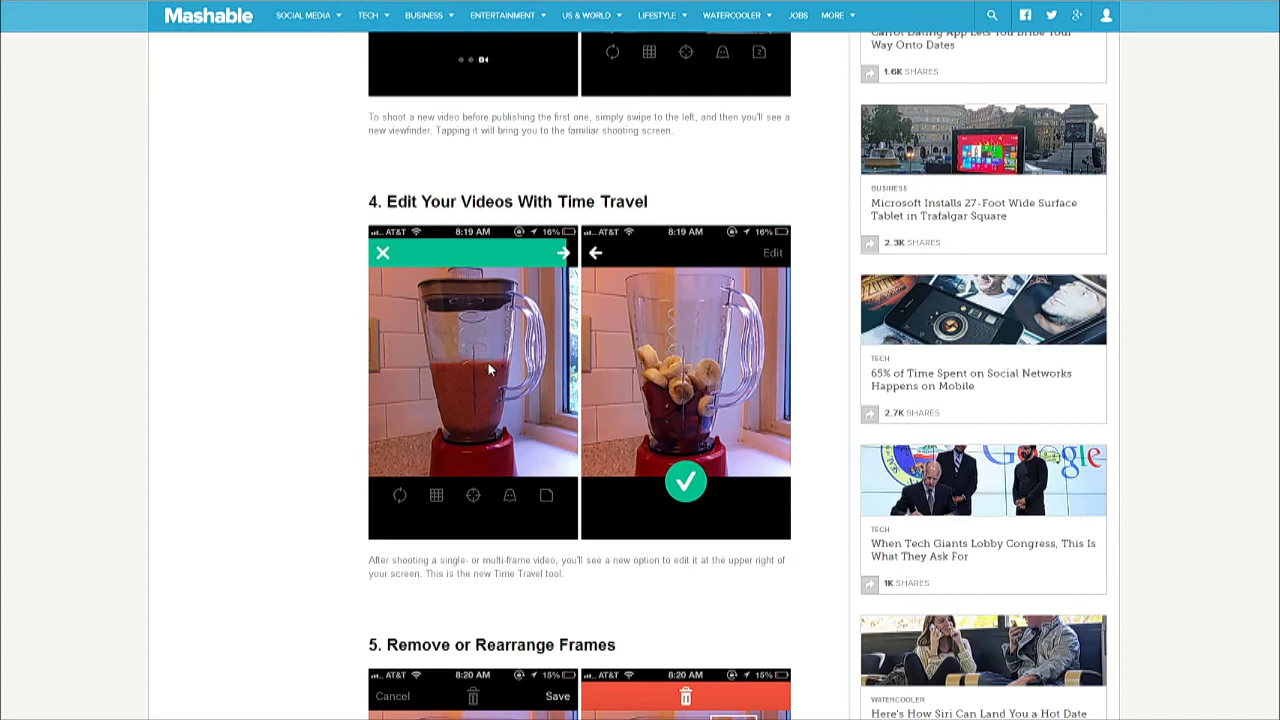 Mashable
SOCIAL MEDIA TECH BUSINESS ENTERTAINMENT US & WORLD LIFESTYLE WATERCOOLER JOBS MORE
To shoot a new video before publishing the first one, simply swipe to the left, and then you'll see a
new viewfinder. Tapping it will bring you to the familiar shooting screen.
4. Edit Your Videos With Time Travel
AT&T 8:19 AM 16%
AT&T 8:19 AM 16%
Edit
After shooting a single- or multi-frame video, you'll see a new option to edit it at the upper right of
your screen. This is the new Time Travel tool.
5. Remove or Rearrange Frames
AT&T 8:20 AM 15%
Cancel Save
AT&T 8:20 AM 15%
Carrot Dating App Lets You Bribe Your
Way Onto Dates
1.6K SHARES
BUSINESS
Microsoft Installs 27-Foot Wide Surface
Tablet in Trafalgar Square
2.3K SHARES
TECH
65% of Time Spent on Social Networks
Happens on Mobile
2.7K SHARES
Google
TECH
When Tech Giants Lobby Congress, This Is
What They Ask For
1K SHARES
WATERCOOLER
Here's How Siri Can Land You a Hot Date